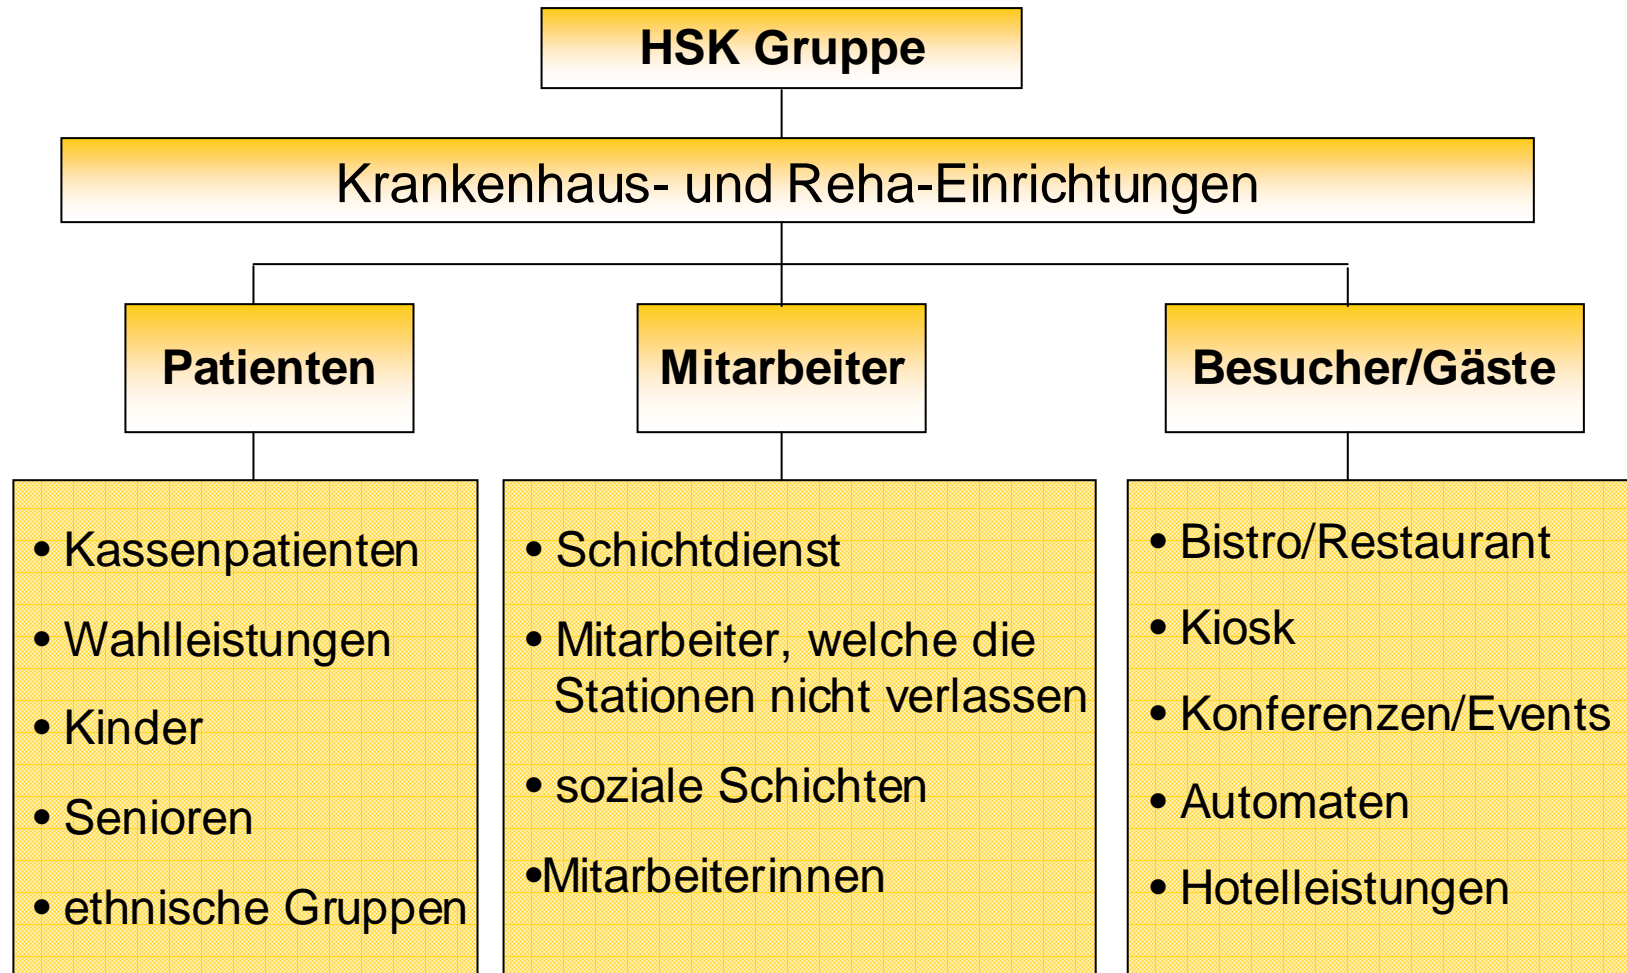 HSK Gruppe
Krankenhaus- und Reha-Einrichtungen
Patienten
• Kassenpatienten
• Wahlleistungen
• Kinder
• Senioren
• ethnische Gruppen
Mitarbeiter
• Schichtdienst
• Mitarbeiter, welche die
Stationen nicht verlassen
• soziale Schichten
•Mitarbeiterinnen
Besucher/Gäste
• Bistro/Restaurant
• Kiosk
• Konferenzen/Events
• Automaten
• Hotelleistungen